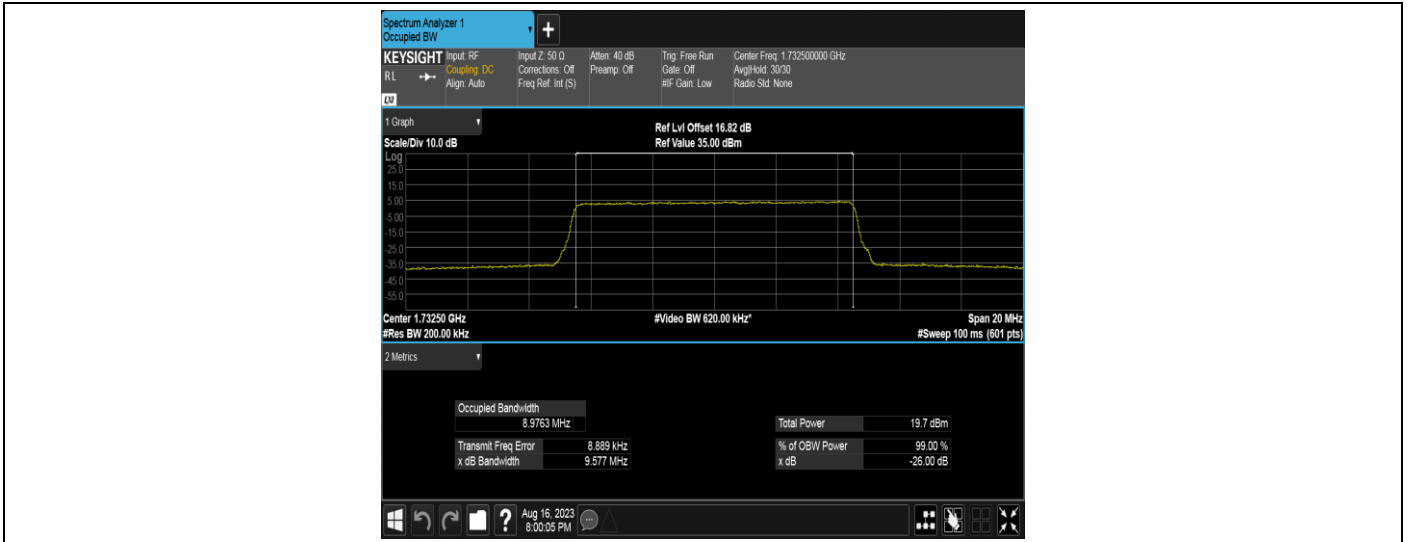 Spectrum Analyzer 1
Occupied BW
+
KEYSIGHT Input: RF Input Z: 50 Ω Atten: 40 dB Trig: Free Run Center Freq: 1.732500000 GHz
RL Coupling: DC Corrections: Off Preamp: Off Gate: Off Avg|Hold: 30/30
Align: Auto Freq Ref: Int (S) #IF Gain: Low Radio Std: None
LXI
1 Graph Ref Lvl Offset 16.82 dB
Scale/Div 10.0 dB Ref Value 35.00 dBm
Log
25.0
15.0
5.00
-5.00
-15.0
-25.0
-35.0
-45.0
-55.0
Center 1.73250 GHz #Video BW 620.00 kHz* Span 20 MHz
#Res BW 200.00 kHz #Sweep 100 ms (601 pts)
2 Metrics
Occupied Bandwidth
8.9763 MHz Total Power 19.7 dBm
Transmit Freq Error 8.889 kHz % of OBW Power 99.00 %
x dB Bandwidth 9.577 MHz x dB -26.00 dB
? Aug 16, 2023
8:00:05 PM